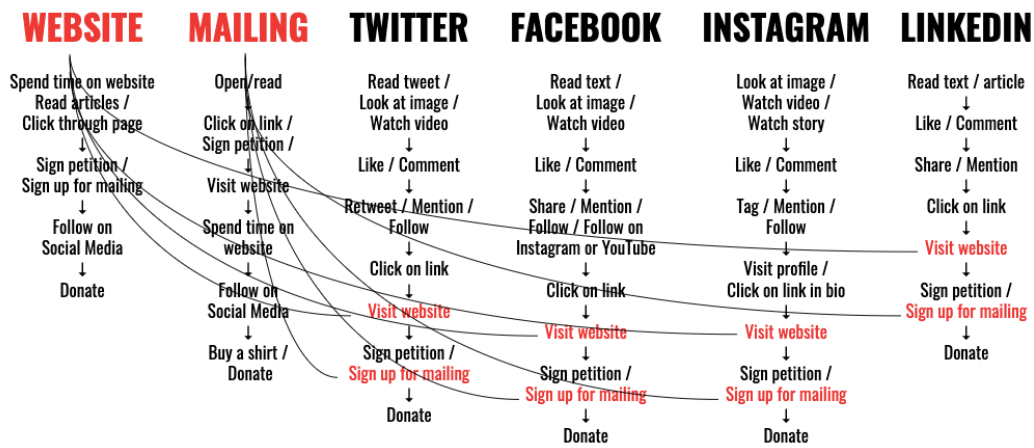 WEBSITE
Spend time on website
Read articles /
Click through page
↓
Sign petition /
Sign up for mailing
↓
Follow on
Social Media
↓
Donate
MAILING
Open/read
↓
Click on link /
Sign petition /
↓
Visit website
↓
Spend time on
website
↓
Follow on
Social Media
↓
Buy a shirt /
Donate
TWITTER
Read tweet /
Look at image /
Watch video
↓
Like / Comment
↓
Retweet / Mention /
Follow
↓
Click on link
↓
Visit website
↓
Sign petition /
Sign up for mailing
↓
Donate
FACEBOOK
Read text /
Look at image /
Watch video
↓
Like / Comment
↓
Share / Mention /
Follow / Follow on
Instagram or YouTube
↓
Click on link
↓
Visit website
↓
Sign petition /
Sign up for mailing
↓
Donate
INSTAGRAM
Look at image /
Watch video /
Watch story
↓
Like / Comment
↓
Tag / Mention /
Follow
↓
Visit profile /
Click on link in bio
↓
Visit website
↓
Sign petition /
Sign up for mailing
↓
Donate
LINKEDIN
Read text / article
↓
Like / Comment
↓
Share / Mention
↓
Click on link
↓
Visit website
↓
Sign petition /
Sign up for mailing
↓
Donate